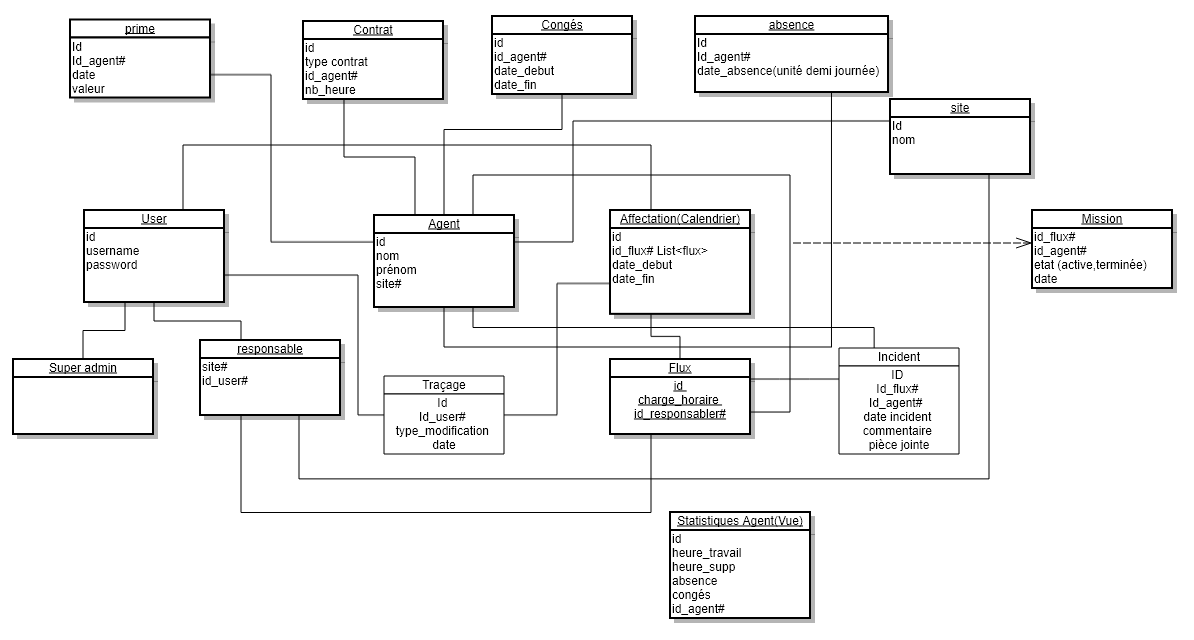 prime
Id
Id_agent#
date
valeur
Contrat
id
type contrat
id_agent#
nb_heure
Congés
id
id_agent#
date_debut
date_fin
absence
Id
Id_agent#
date_absence(unité demi journée)
site
Id
nom
User
id
username
password
Agent
id
nom
prénom
site#
Affectation(Calendrier)
id
id_flux# List<flux>
date_debut
date_fin
Mission
id_flux#
id_agent#
etat (active,terminée)
date
Super admin
responsable
site#
id_user#
Traçage
Id
Id_user#
type_modification
date
Flux
id
charge_horaire
id_responsabler#
Incident
ID
Id_flux#
Id_agent#
date incident
commentaire
pièce jointe
Statistiques Agent(Vue)
id
heure_travail
heure_supp
absence
congés
id_agent#